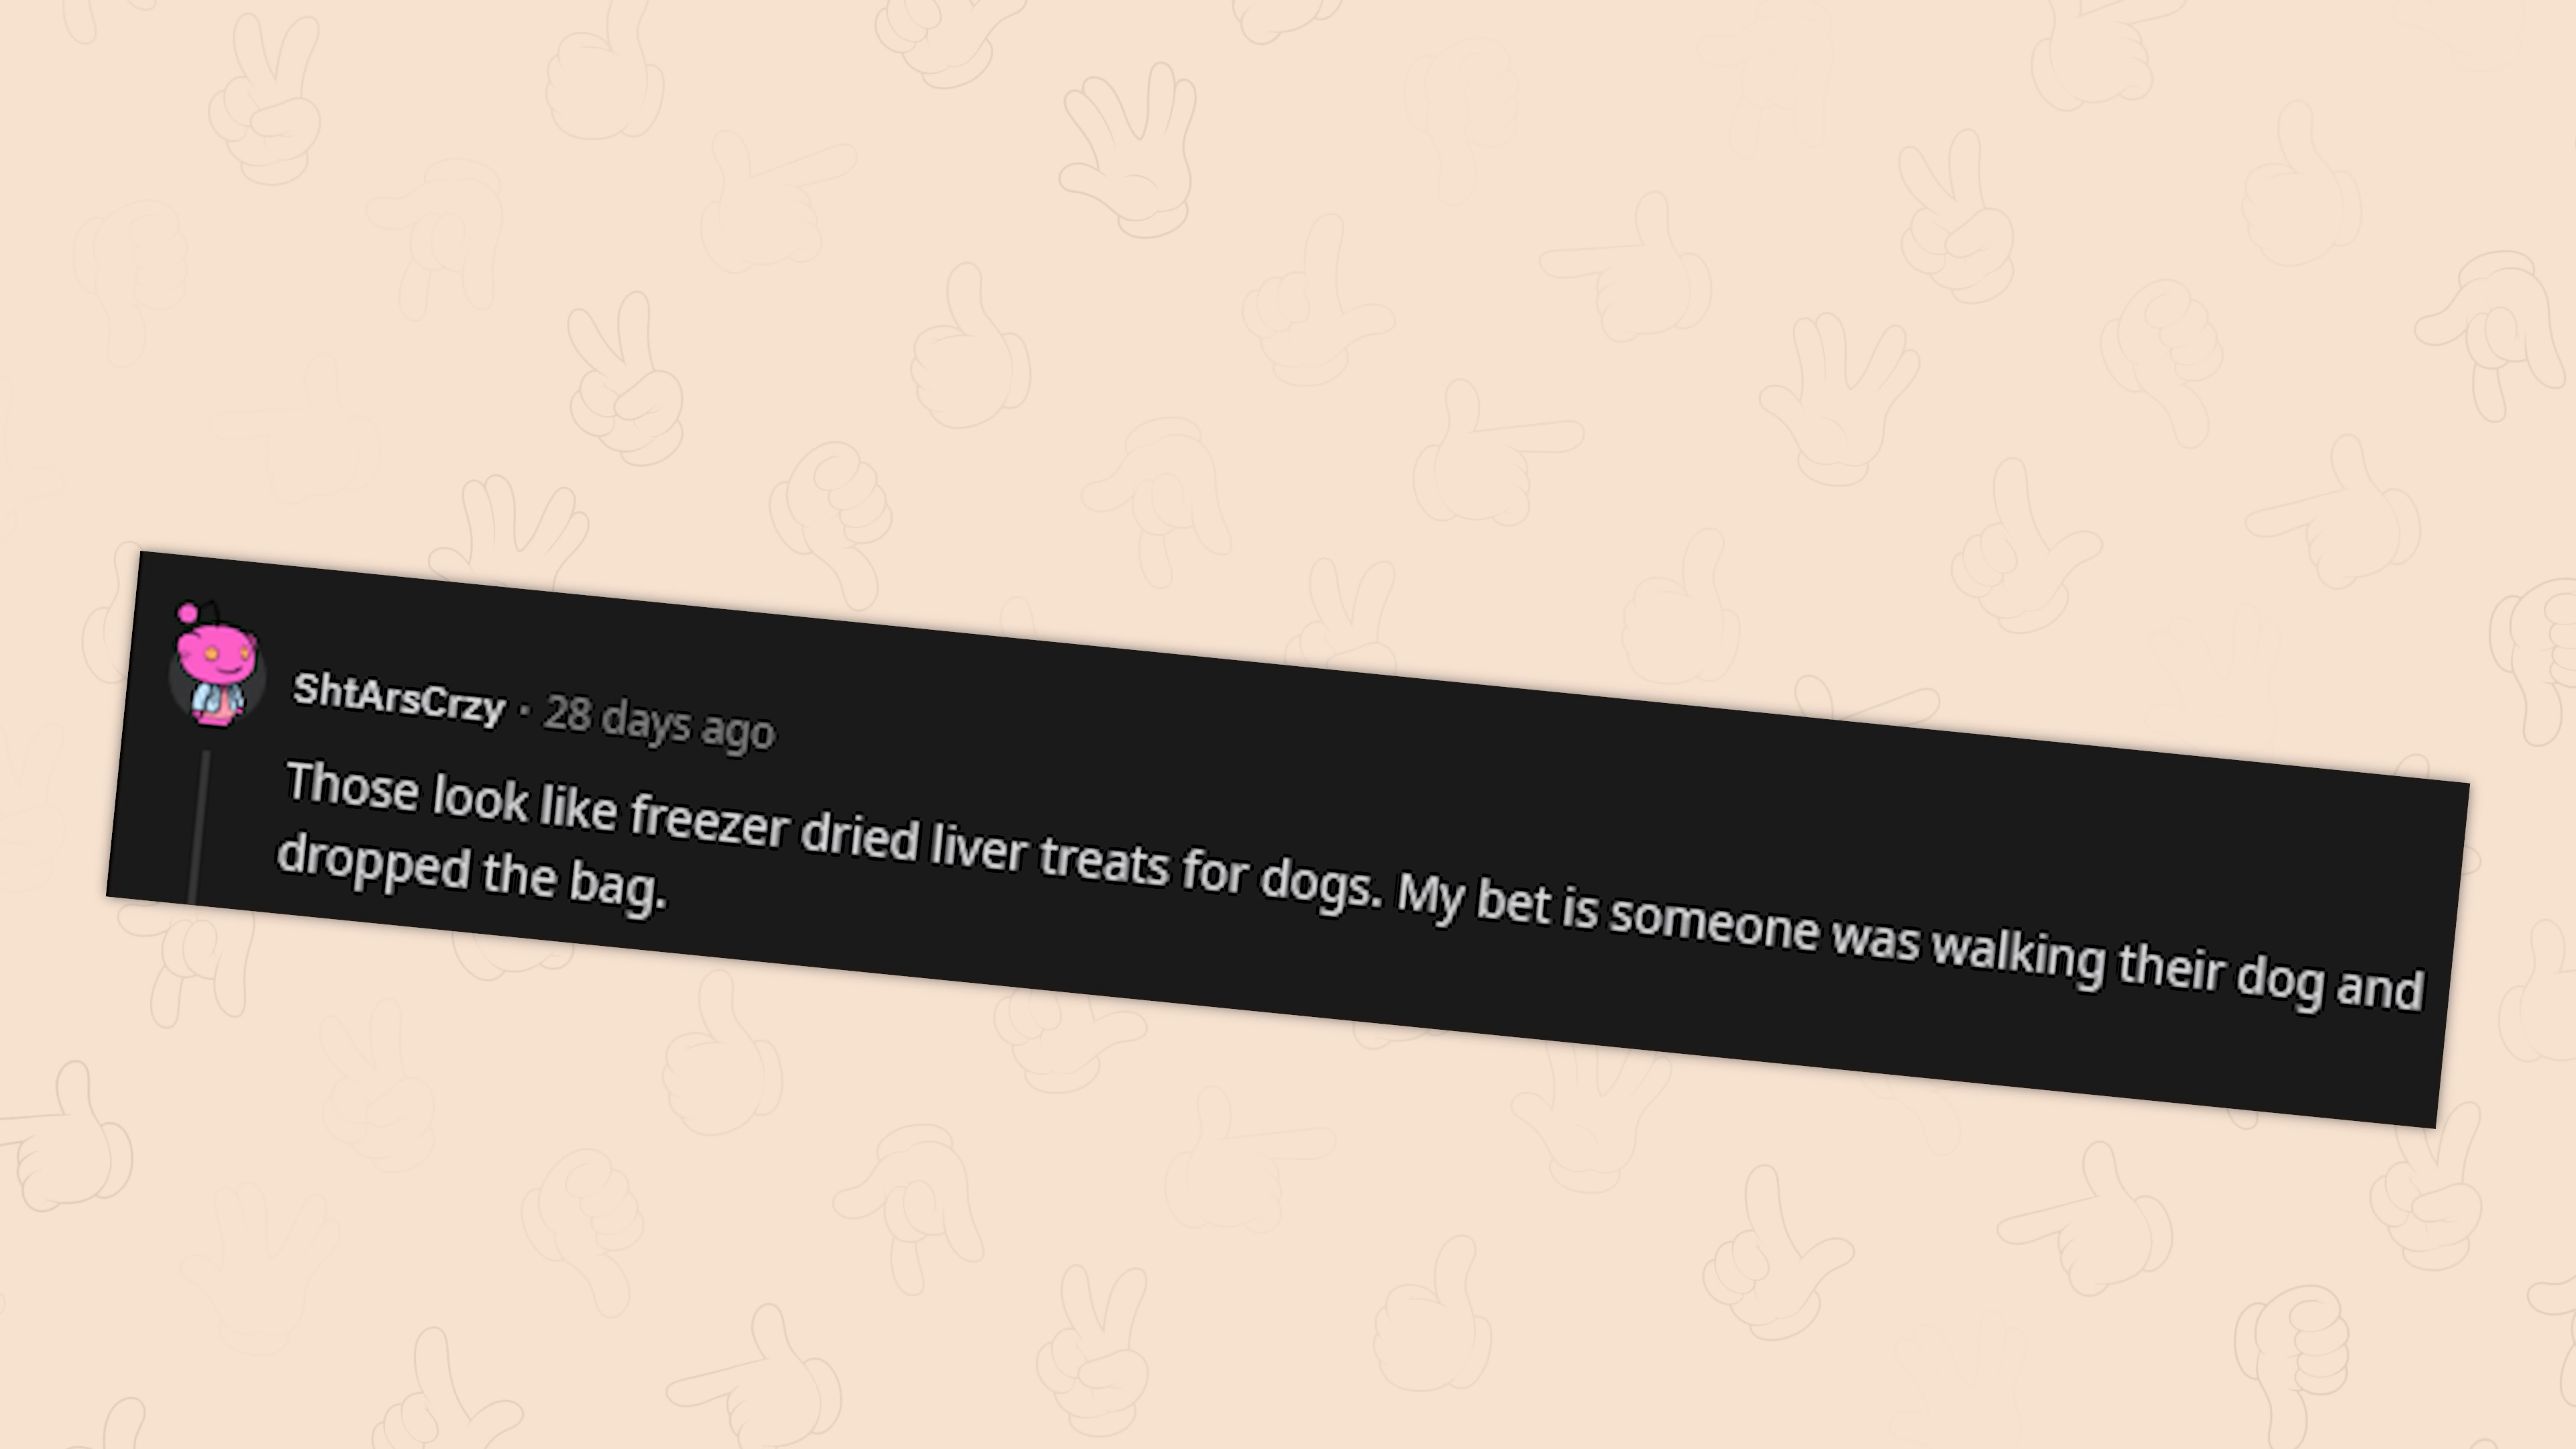 ShtArsCrzy · 28 days ago
Those look like freezer dried liver treats for dogs. My bet is someone was walking their dog and
dropped the bag.